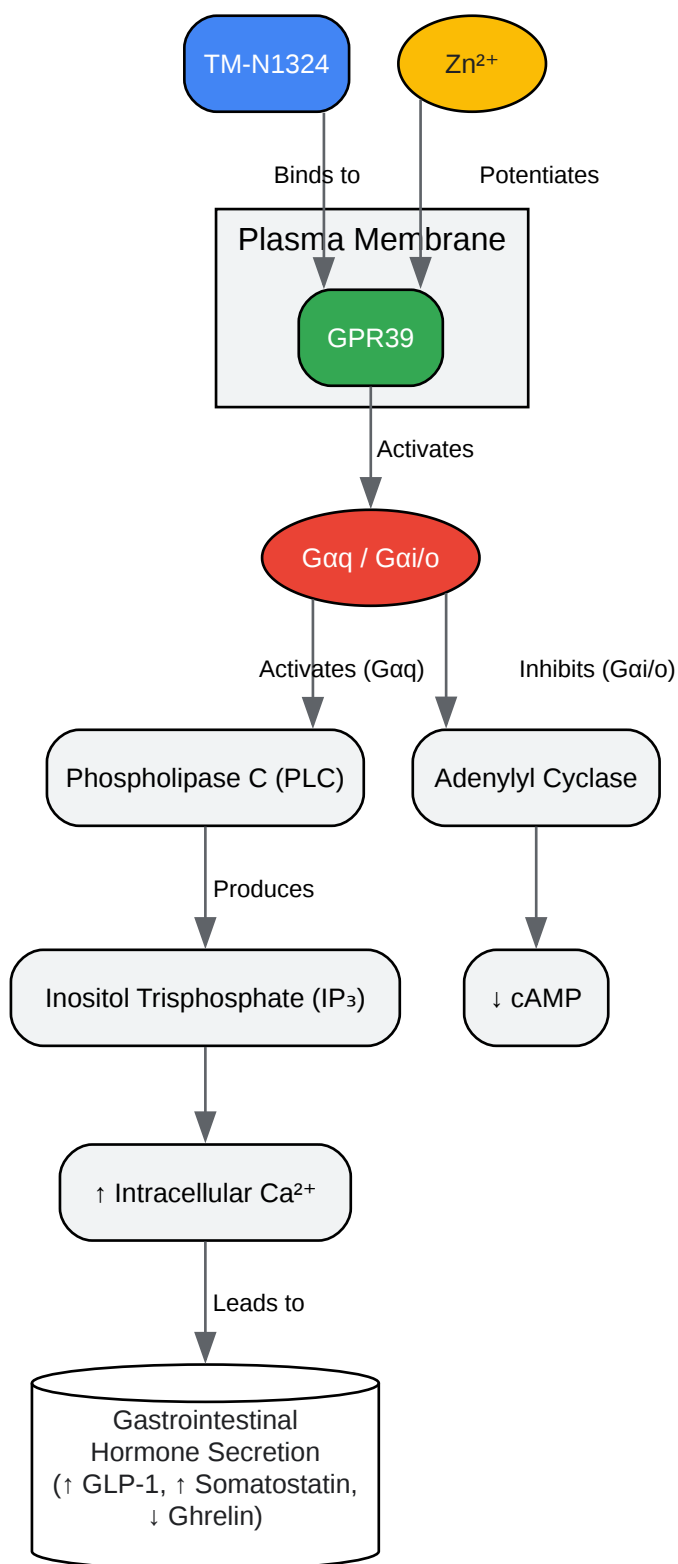 TM-N1324
Zn²⁺
Binds to
Potentiates
Plasma Membrane
GPR39
Activates
Gαq / Gαi/o
Activates (Gαq)
Inhibits (Gαi/o)
Phospholipase C (PLC)
Adenylyl Cyclase
Produces
Inositol Trisphosphate (IP₃)
↓ cAMP
↑ Intracellular Ca²⁺
Leads to
Gastrointestinal
Hormone Secretion
(↑ GLP-1, ↑ Somatostatin,
↓ Ghrelin)